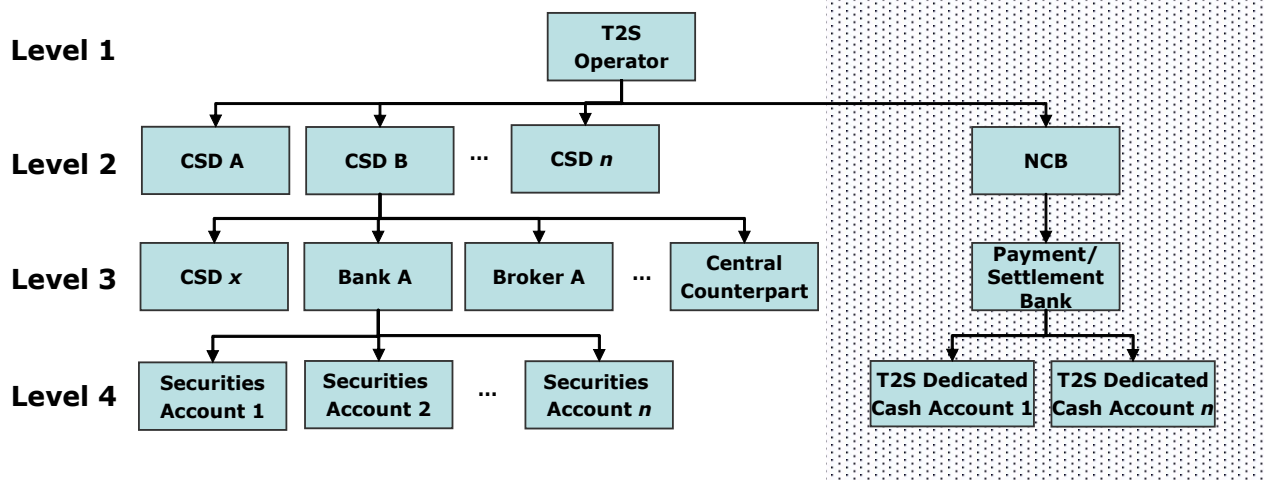 Level 1
T2S
Operator
Level 2
CSD A
CSD B
...
CSD n
NCB
Level 3
CSD x
Bank A
Broker A
...
Central
Counterpart
Payment/
Settlement
Bank
Level 4
Securities
Account 1
Securities
Account 2
...
Securities
Account n
T2S Dedicated
Cash Account 1
T2S Dedicated
Cash Account n